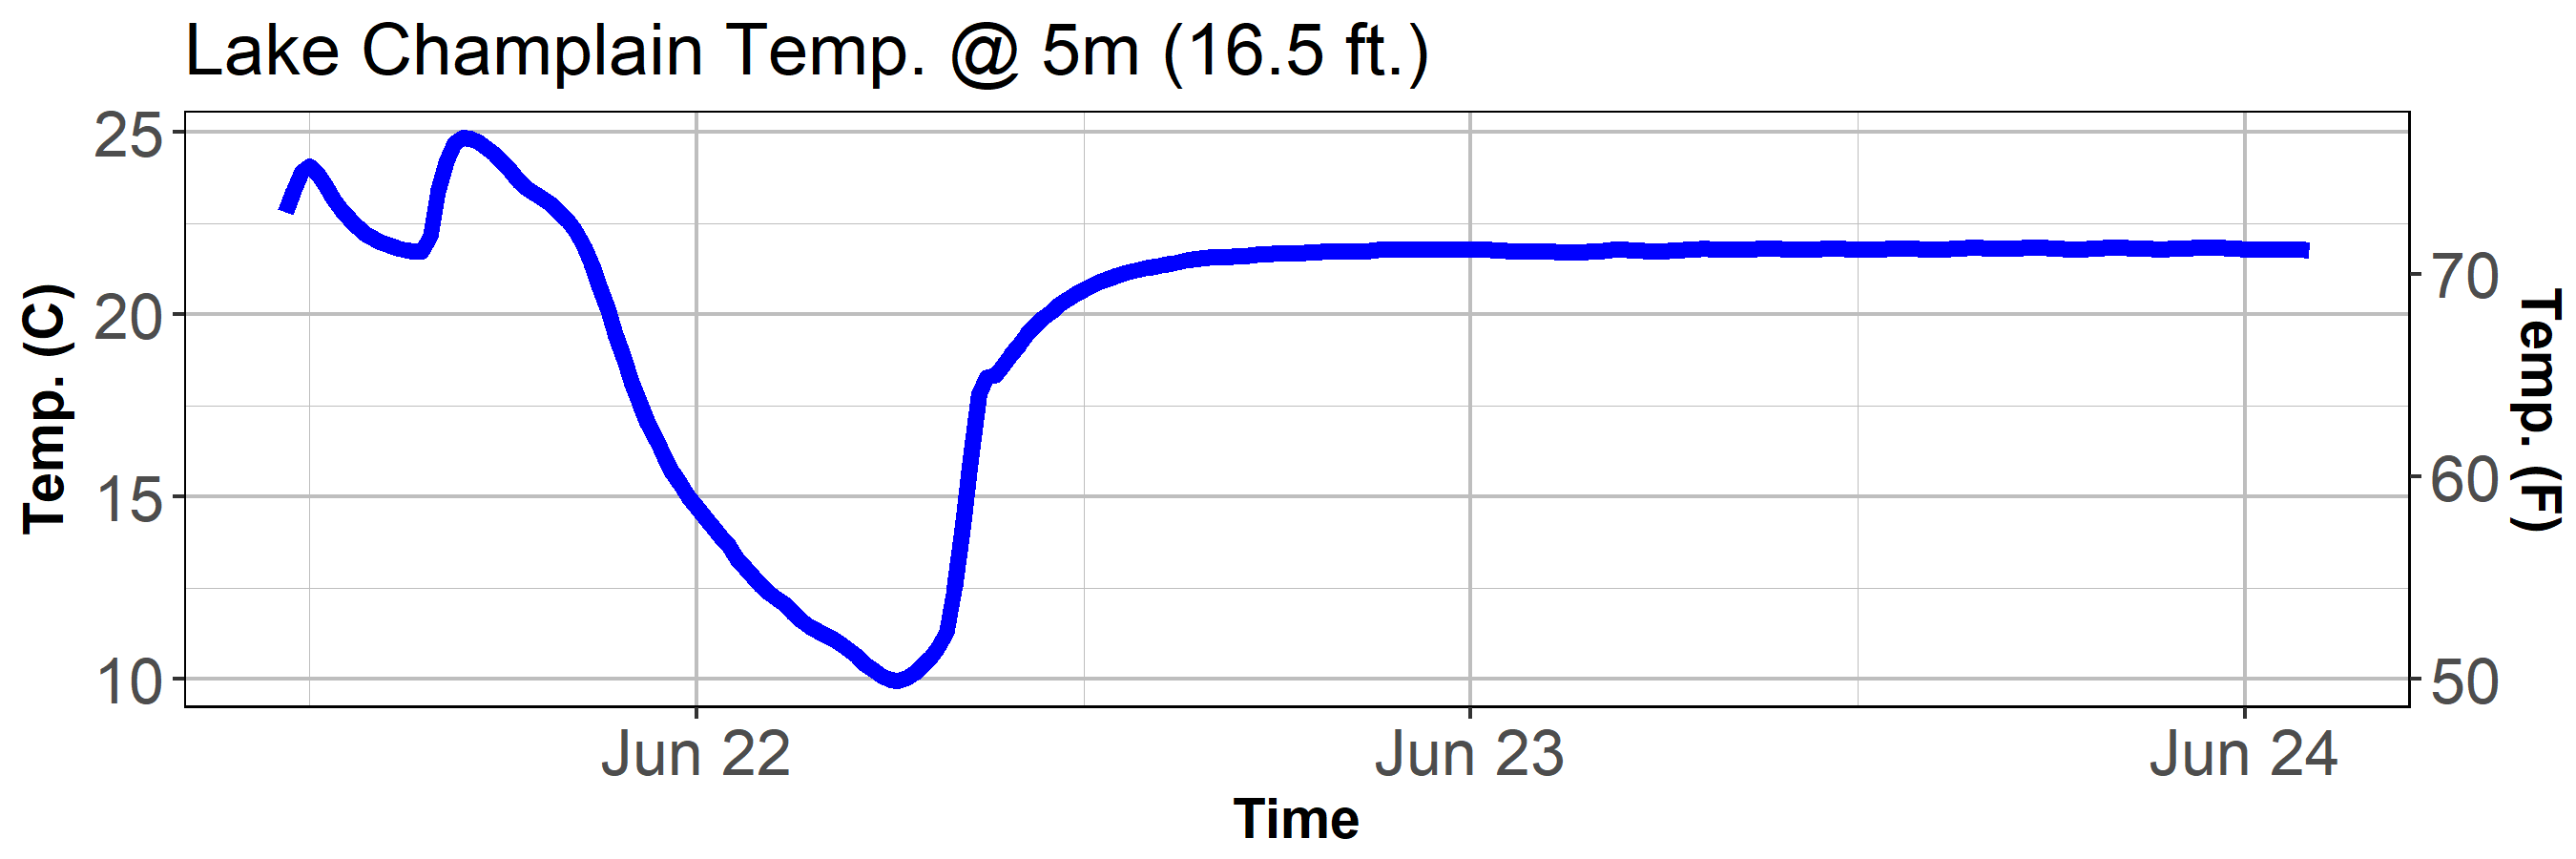 Lake Champlain Temp. @ 5m (16.5 ft.)
25
20
15
10
Temp. (C)
70
60
50
Temp. (F)
Jun 22
Jun 23
Jun 24
Time